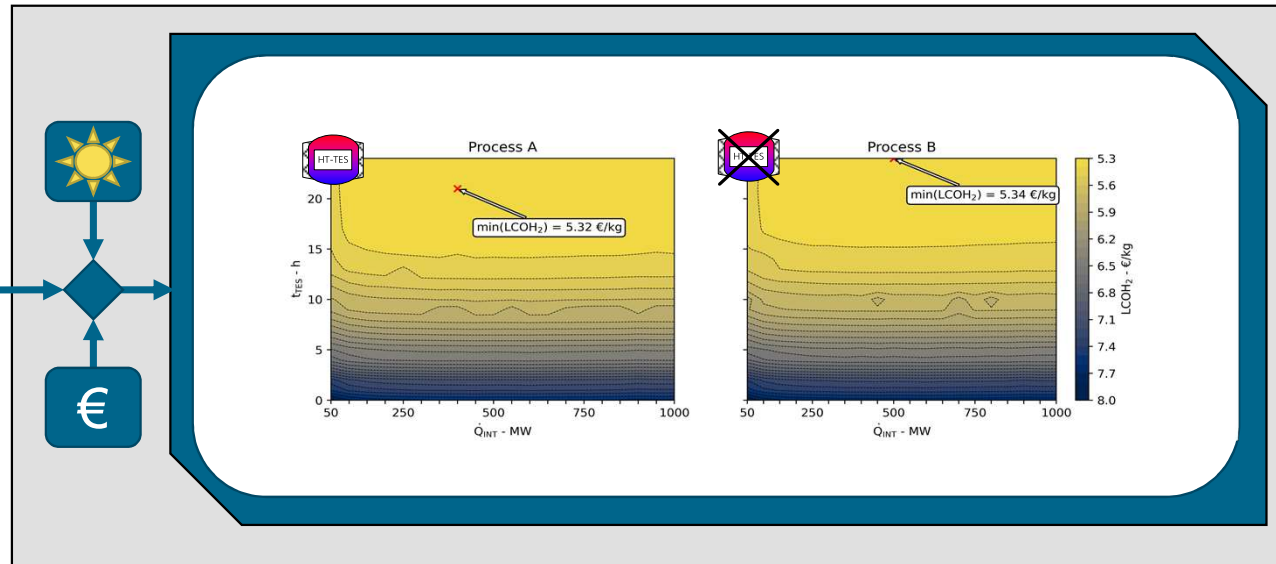 €
HT-TES
Process A
min(LCOH₂) = 5.32 €/kg
20
15
10
5
0
t_TES - h
50
250
500
750
1000
Q̇_INT - MW
HT-TES
Process B
min(LCOH₂) = 5.34 €/kg
50
250
500
750
1000
Q̇_INT - MW
5.3
5.6
5.9
6.2
6.5
6.8
7.1
7.4
7.7
8.0
LCOH₂ - €/kg